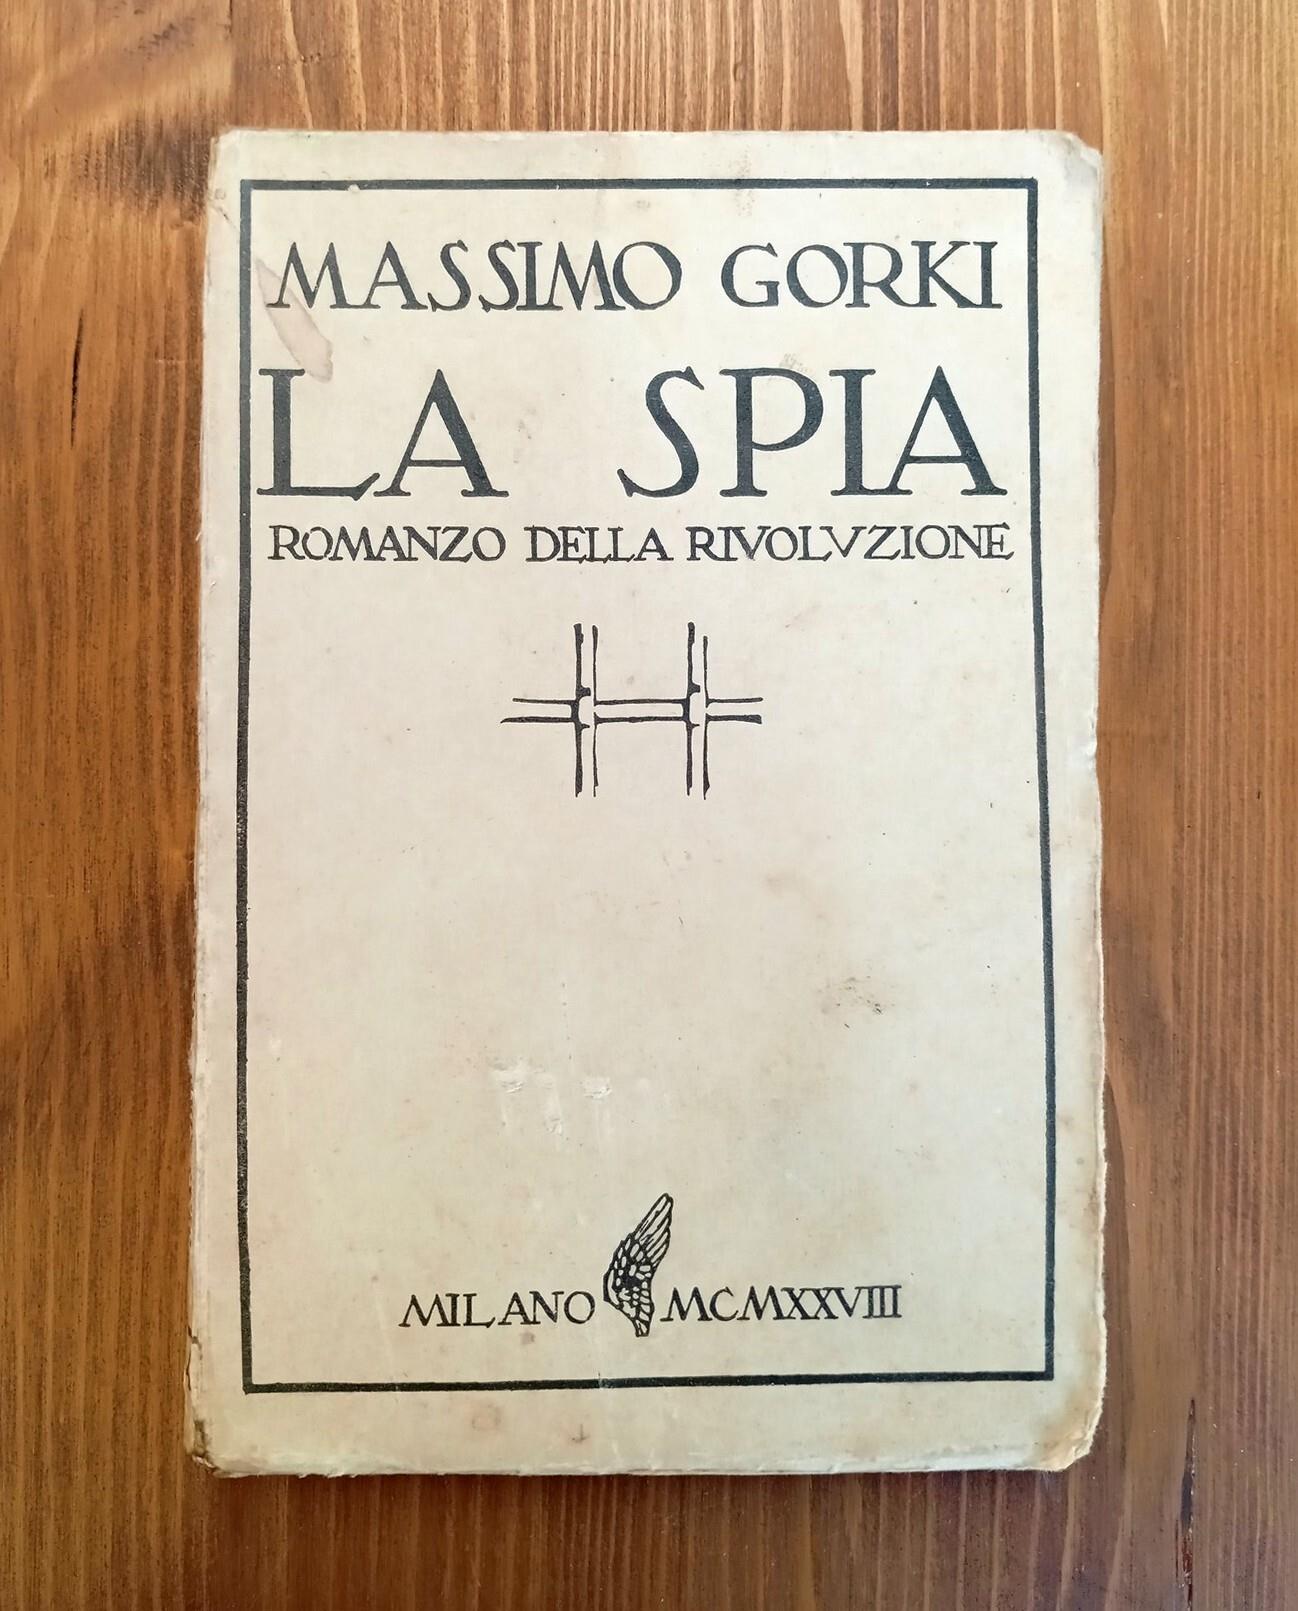 MASSIMO GORKI
LA SPIA
ROMANZO DELLA RIVOLVZIONE
MILANO MCMXXVIII